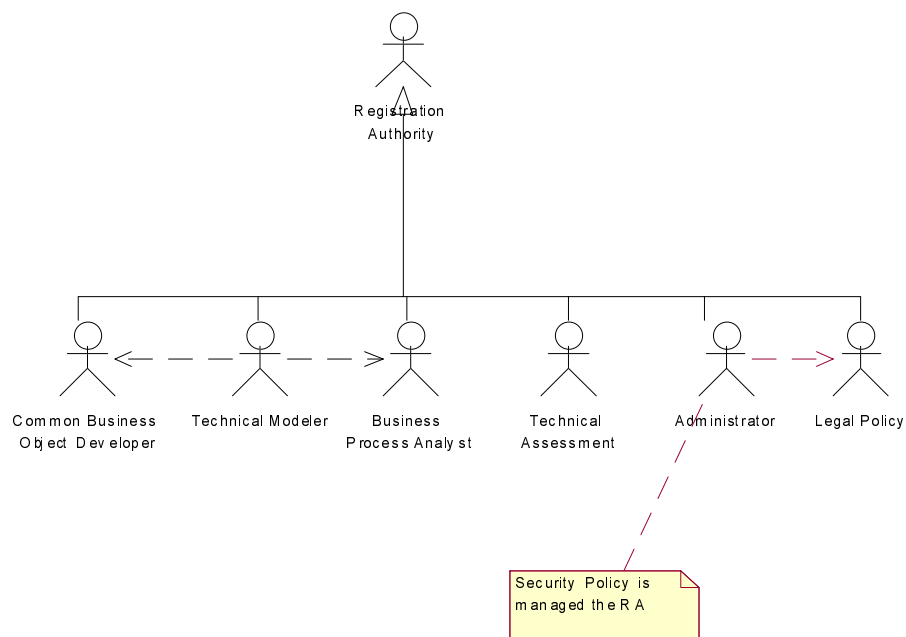 Registration
Authority
Common Business
Object Developer
Technical Modeler
Business
Process Analyst
Technical
Assessment
Administrator
Legal Policy
Security Policy is
managed the RA